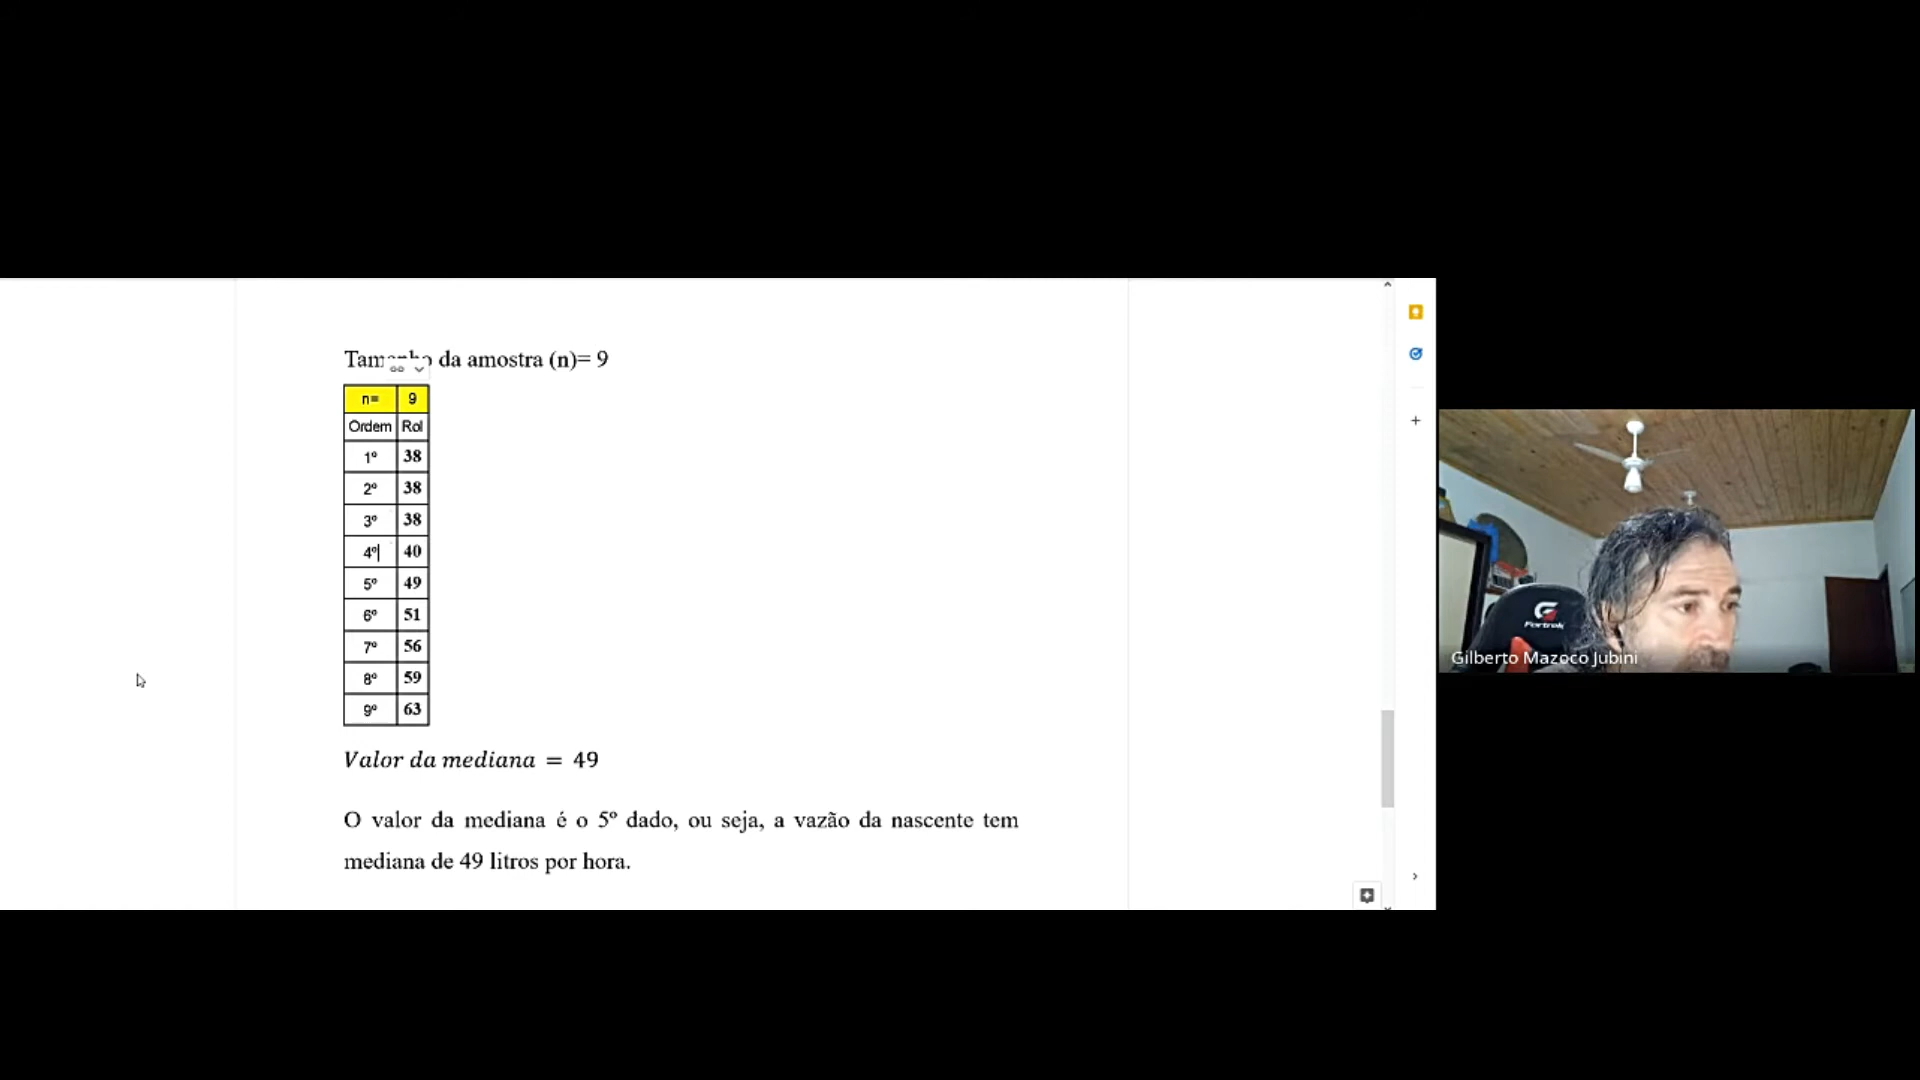 da amostra (n)= 9
n= 9
Ordem Rol
1º 38
2º 38
3º 38
4º 40
5º 49
6º 51
7º 56
8º 59
9º 63
Valor da mediana = 49
O valor da mediana é o 5º dado, ou seja, a vazão da nascente tem
mediana de 49 litros por hora.
Fortrek
Gilberto Mazoco Jubini